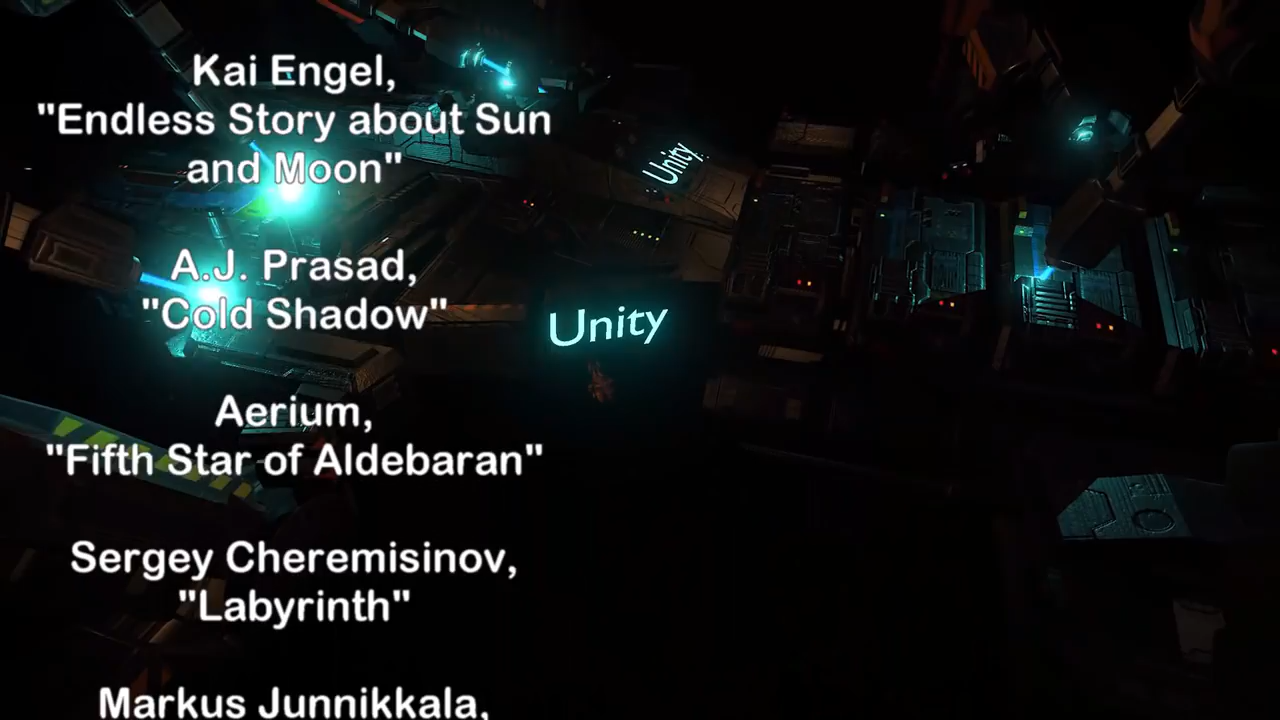 Kai Engel,
"Endless Story about Sun
and Moon"
A.J. Prasad,
"Cold Shadow"
Aerium,
"Fifth Star of Aldebaran"
Sergey Cheremisinov,
"Labyrinth"
Markus Junnikkala,
Unity
Unity